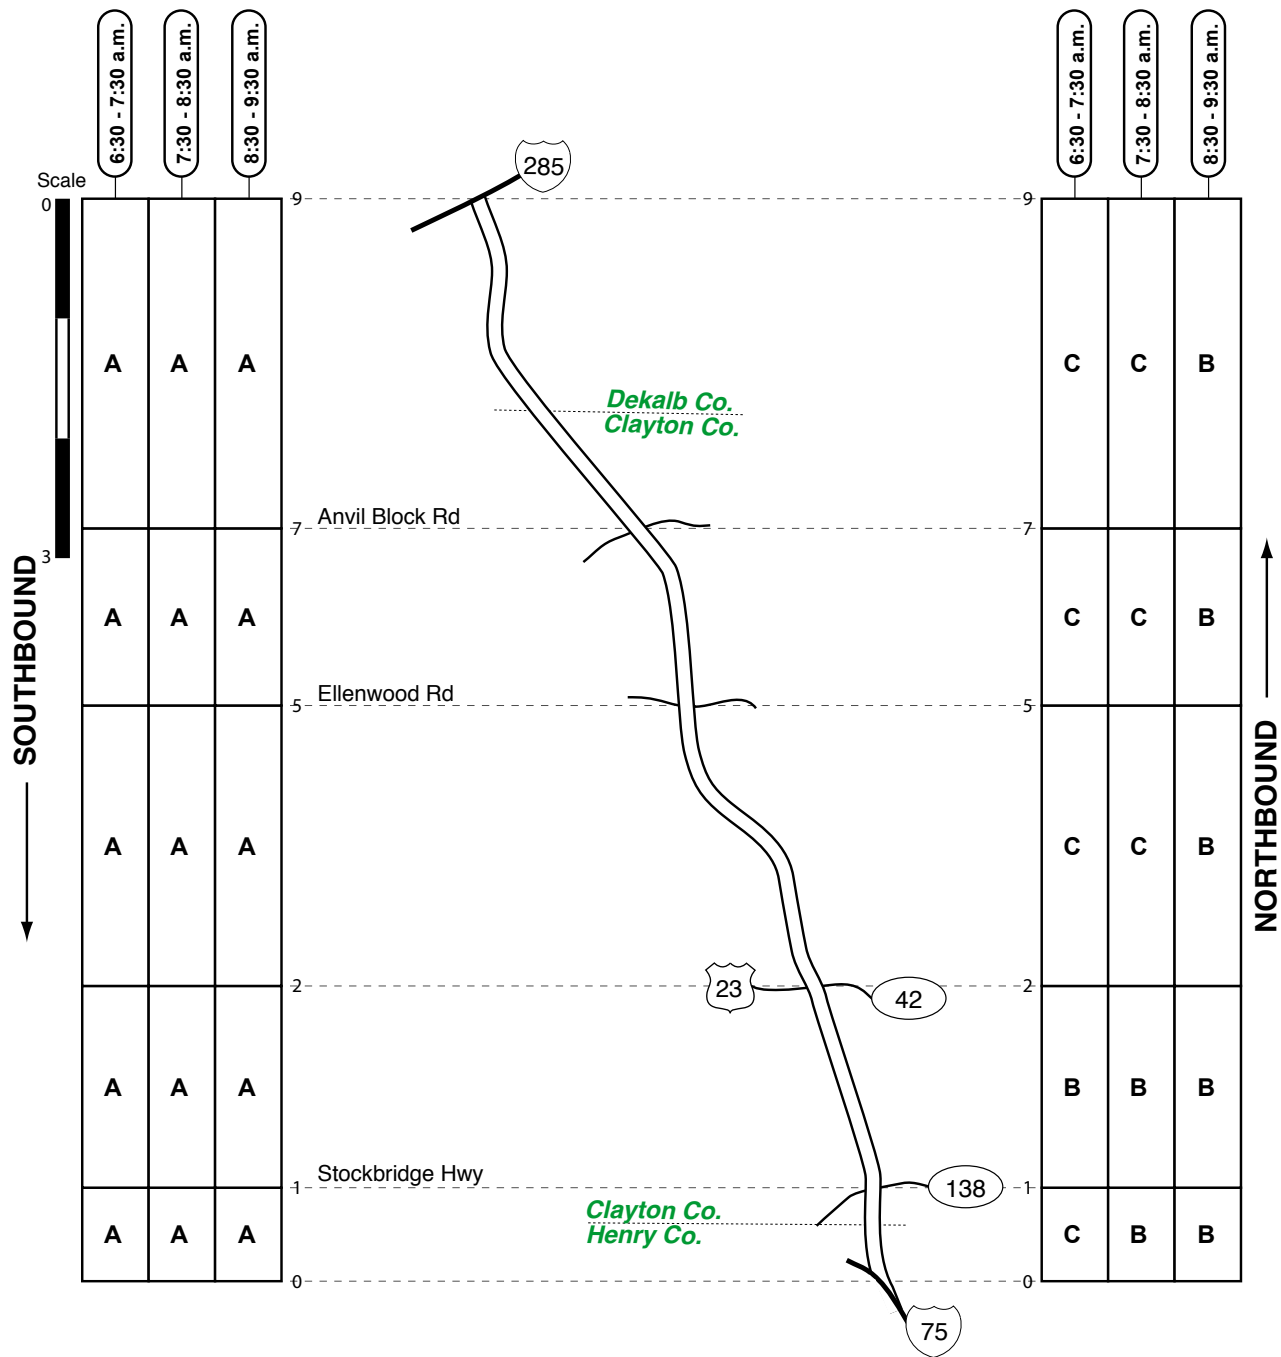 6:30 - 7:30 a.m.
7:30 - 8:30 a.m.
8:30 - 9:30 a.m.
6:30 - 7:30 a.m.
7:30 - 8:30 a.m.
8:30 - 9:30 a.m.
285
Scale
0
9
9
A A A
C C B
Dekalb Co.
Clayton Co.
Anvil Block Rd
7
7
3
SOUTHBOUND
A A A
C C B
Ellenwood Rd
5
5
NORTHBOUND
A A A
C C B
2
23
42
2
A A A
B B B
Stockbridge Hwy
1
138
1
Clayton Co.
Henry Co.
A A A
C B B
0
0
75